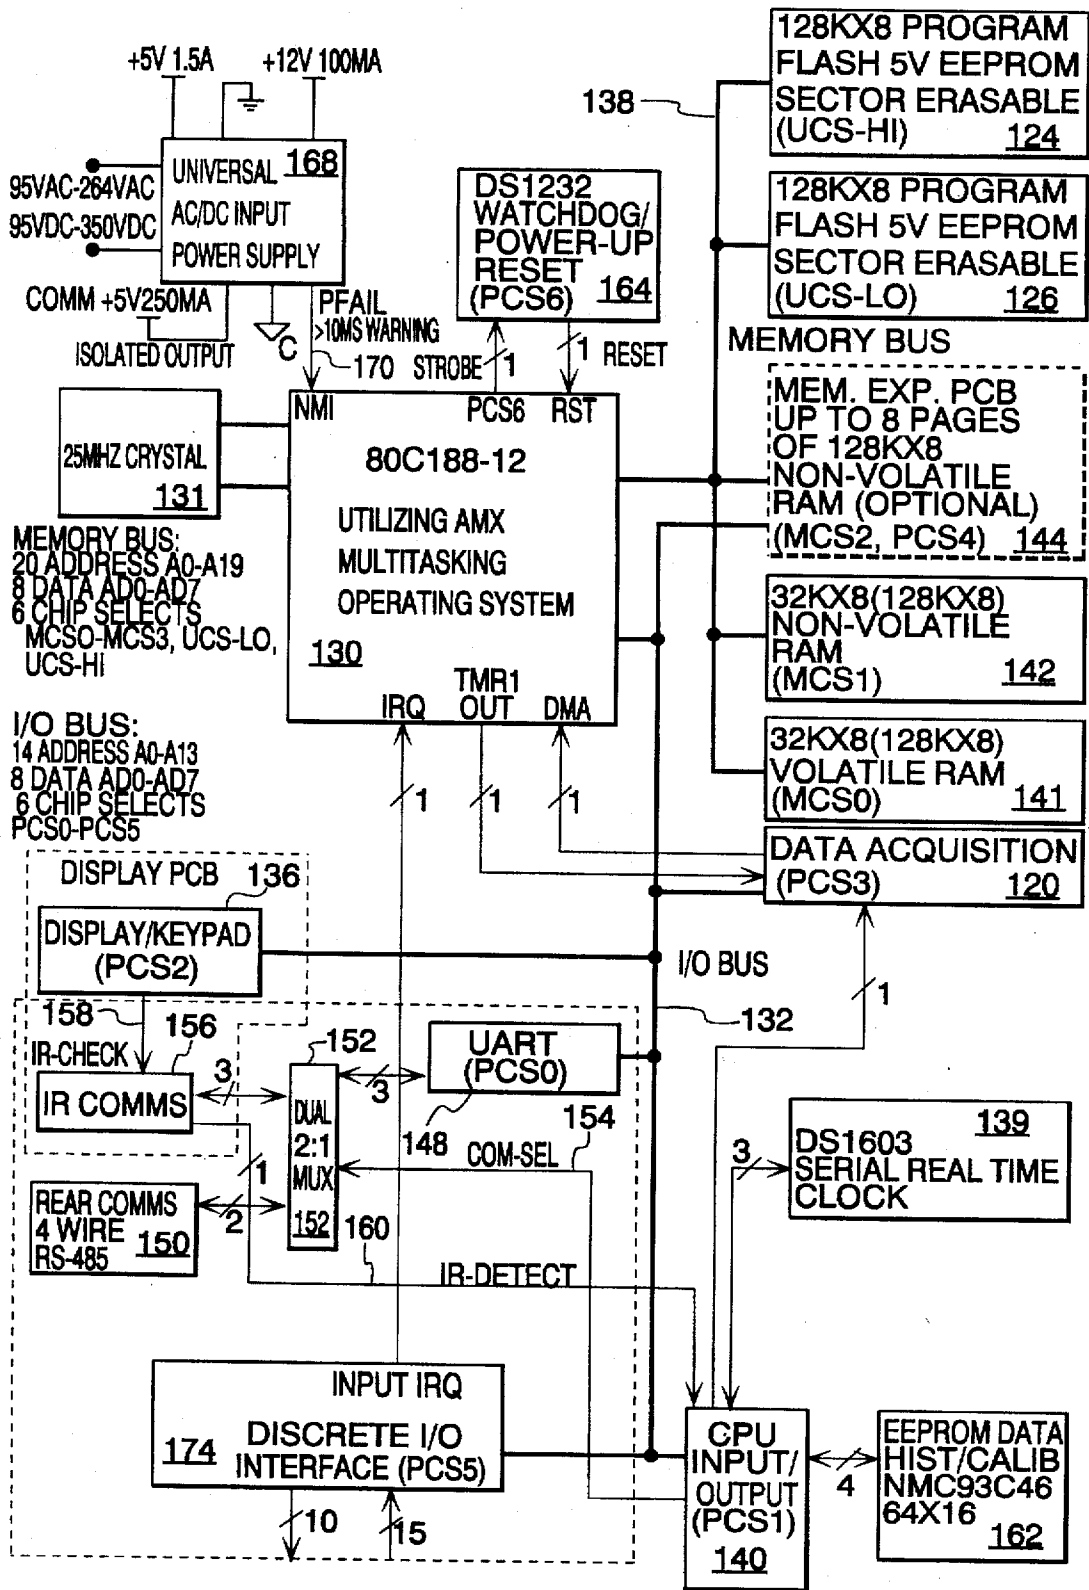 +5V 1.5A
+12V 100MA
UNIVERSAL 168
AC/DC INPUT
POWER SUPPLY
95VAC-264VAC
95VDC-350VDC
COMM +5V250MA
ISOLATED OUTPUT
C
PFAIL
>10MS WARNING
170
DS1232
WATCHDOG/
POWER-UP
RESET
(PCS6) 164
STROBE
1
1
RESET
138
128KX8 PROGRAM
FLASH 5V EEPROM
SECTOR ERASABLE
(UCS-HI) 124
128KX8 PROGRAM
FLASH 5V EEPROM
SECTOR ERASABLE
(UCS-LO) 126
MEMORY BUS
MEM. EXP. PCB
UP TO 8 PAGES
OF 128KX8
NON-VOLATILE
RAM (OPTIONAL)
(MCS2, PCS4) 144
32KX8(128KX8)
NON-VOLATILE
RAM
(MCS1) 142
32KX8(128KX8)
VOLATILE RAM
(MCS0) 141
DATA ACQUISITION
(PCS3) 120
25MHZ CRYSTAL
131
NMI
PCS6
RST
80C188-12
UTILIZING AMX
MULTITASKING
OPERATING SYSTEM
130
IRQ
TMR1
OUT
DMA
MEMORY BUS:
20 ADDRESS A0-A19
8 DATA AD0-AD7
6 CHIP SELECTS
MCSO-MCS3, UCS-LO,
UCS-HI
I/O BUS:
14 ADDRESS A0-A13
8 DATA AD0-AD7
6 CHIP SELECTS
PCS0-PCS5
1
1
1
DISPLAY PCB
136
DISPLAY/KEYPAD
(PCS2)
I/O BUS
1
132
158
156
IR-CHECK
IR COMMS
3
152
DUAL
2:1
MUX
152
3
UART
(PCS0)
148
154
COM-SEL
1
REAR COMMS
4 WIRE
RS-485 150
2
160
IR-DETECT
3
139
DS1603
SERIAL REAL TIME
CLOCK
INPUT IRQ
174
DISCRETE I/O
INTERFACE (PCS5)
10
15
CPU
INPUT/
OUTPUT
(PCS1)
140
4
EEPROM DATA
HIST/CALIB
NMC93C46
64X16
162